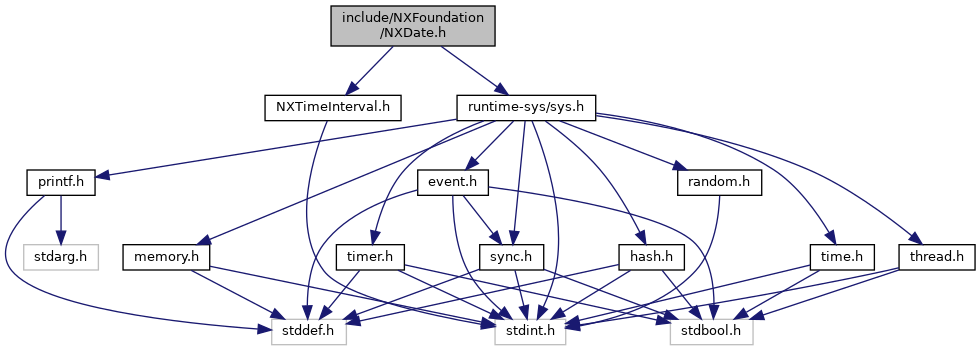 include/NXFoundation
/NXDate.h
NXTimeInterval.h
runtime-sys/sys.h
printf.h
event.h
random.h
stdarg.h
memory.h
timer.h
sync.h
hash.h
time.h
thread.h
stddef.h
stdint.h
stdbool.h